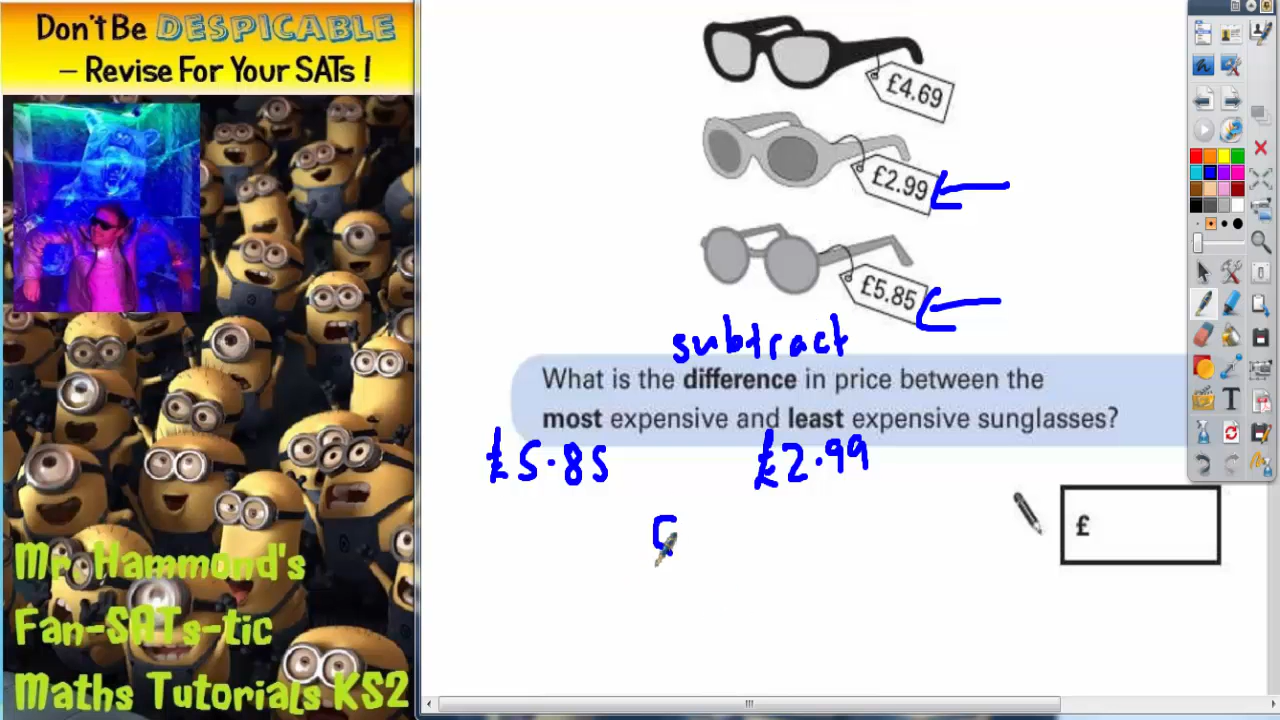 Don't Be DESPICABLE
– Revise For Your SATs !
£4.69
£2.99
£5.85
subtract
What is the difference in price between the
most expensive and least expensive sunglasses?
£5.85 £2.99
5
£
Mr. Hammond's
Fan-SATs-tic
Maths Tutorials KS2